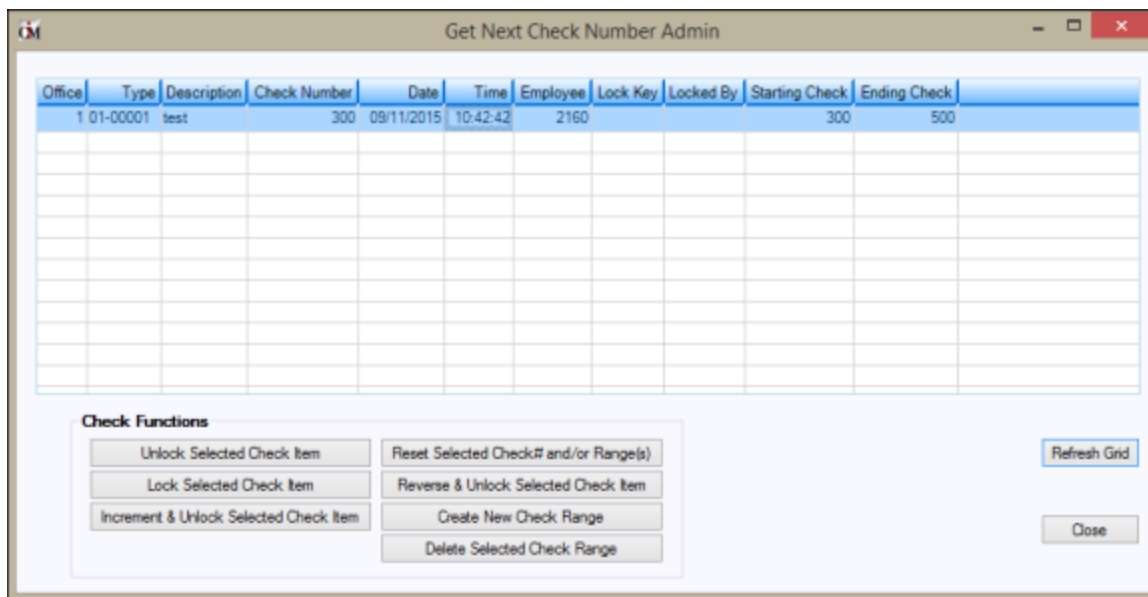 Get Next Check Number Admin
Office Type Description Check Number Date Time Employee Lock Key Locked By Starting Check Ending Check
1 01-00001 test 300 09/11/2015 10:42:42 2160 300 500
Check Functions
Unlock Selected Check Item Reset Selected Check# and/or Range(s) Refresh Grid
Lock Selected Check Item Reverse & Unlock Selected Check Item
Increment & Unlock Selected Check Item Create New Check Range Close
Delete Selected Check Range